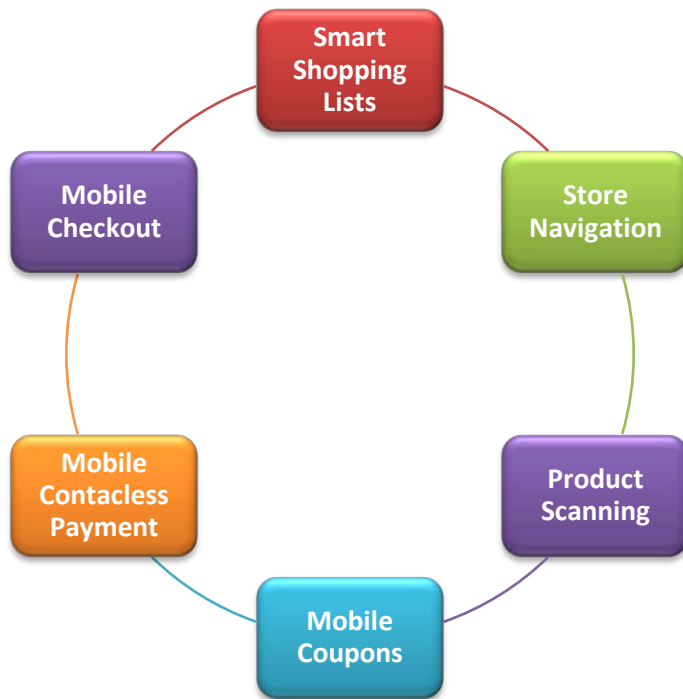 Smart
Shopping
Lists
Store
Navigation
Product
Scanning
Mobile
Coupons
Mobile
Contacless
Payment
Mobile
Checkout